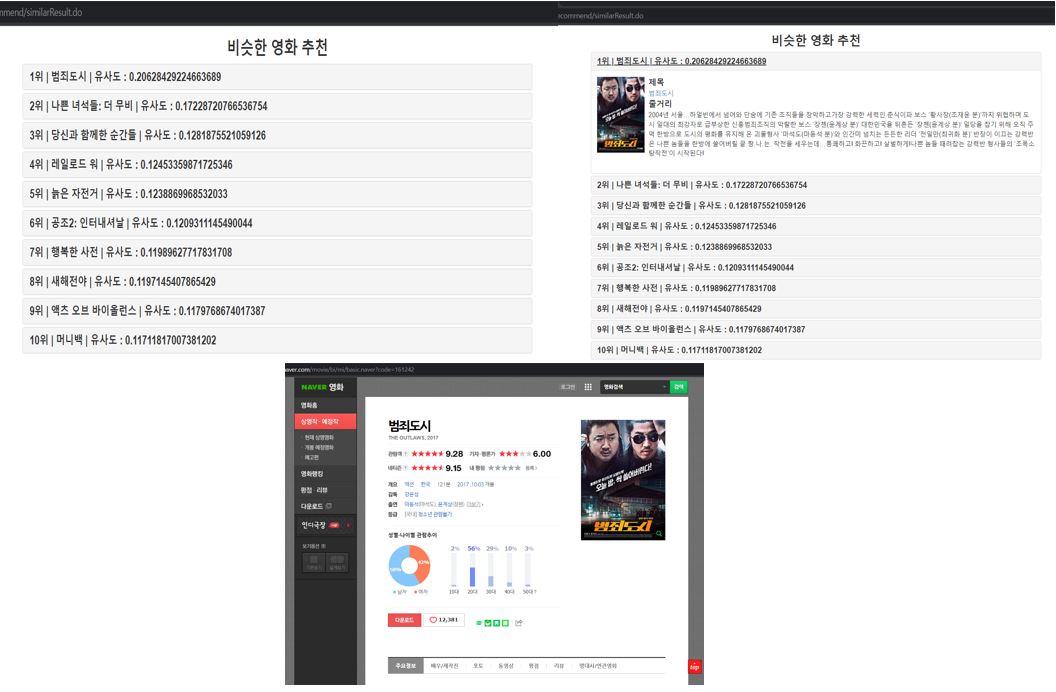 mmend/similarResult.do
비슷한 영화 추천
1위 | 범죄도시 | 유사도 : 0.20628429224663689
2위 | 나쁜 녀석들: 더 무비 | 유사도 : 0.17228720766536754
3위 | 당신과 함께한 순간들 | 유사도 : 0.1281875521059126
4위 | 레일로드 워 | 유사도 : 0.12453359871725346
5위 | 늙은 자전거 | 유사도 : 0.1238869968532033
6위 | 공조2: 인터내셔날 | 유사도 : 0.1209311145490044
7위 | 행복한 사전 | 유사도 : 0.11989627717831708
8위 | 새해전야 | 유사도 : 0.1197145407865429
9위 | 액츠 오브 바이올런스 | 유사도 : 0.1179768674017387
10위 | 머니백 | 유사도 : 0.11711817007381202
commend/similarResult.do
비슷한 영화 추천
1위 | 범죄도시 | 유사도 : 0.20628429224663689
제목
범죄도시
줄거리
2004년 서울…하얼빈에서 넘어와 단숨에 기존 조직들을 장악하고가장 강력한 세력인 춘식이파 보스 '황사장(조재윤 분)'까지 위협하며 도
시 일대의 최강자로 급부상한 신흥범죄조직의 악랄한 보스 '장첸(윤계상 분)' 대한민국을 뒤흔든 '장첸(윤계상 분)' 일당을 잡기 위해 오직 주
먹 한방으로 도시의 평화를 유지해 온 괴물형사 '마석도(마동석 분)'와 인간미 넘치는 든든한 리더 '전일만(최귀화 분)' 반장이 이끄는 강력반
은 나쁜 놈들을 한방에 쓸어버릴 끝.짱.나.는. 작전을 세우는데…통쾌하고! 화끈하고! 살벌하게!나쁜 놈들 때려잡는 강력반 형사들의 '조폭소
탕작전'이 시작된다!
2위 | 나쁜 녀석들: 더 무비 | 유사도 : 0.17228720766536754
3위 | 당신과 함께한 순간들 | 유사도 : 0.1281875521059126
4위 | 레일로드 워 | 유사도 : 0.12453359871725346
5위 | 늙은 자전거 | 유사도 : 0.1238869968532033
6위 | 공조2: 인터내셔날 | 유사도 : 0.1209311145490044
7위 | 행복한 사전 | 유사도 : 0.11989627717831708
8위 | 새해전야 | 유사도 : 0.1197145407865429
9위 | 액츠 오브 바이올런스 | 유사도 : 0.1179768674017387
10위 | 머니백 | 유사도 : 0.11711817007381202
aver.com/movie/bi/mi/basic.naver?code=161242
NAVER 영화
로그인 영화검색 검색
영화홈
상영작·예정작
· 현재 상영영화
· 개봉 예정영화
· 예고편
영화랭킹
평점·리뷰
다운로드
인디극장
보기옵션
범죄도시
THE OUTLAWS, 2017
관람객 9.28 기자·평론가 6.00
네티즌 9.15 내 평점 등록
개요 액션 한국 121분 2017.10.03 개봉
감독 강윤성
출연 마동석(마석도), 윤계상(장첸) 더보기
등급 [국내] 청소년 관람불가
성별·나이별 관람추이
58% 42%
남자 여자
2% 56% 29% 10% 3%
10대 20대 30대 40대 50대
다운로드 12,381
오늘 밤, 싹 쓸어버린다!
범죄도시
주요정보 배우/제작진 포토 동영상 평점 리뷰 명대사/연관영화
top